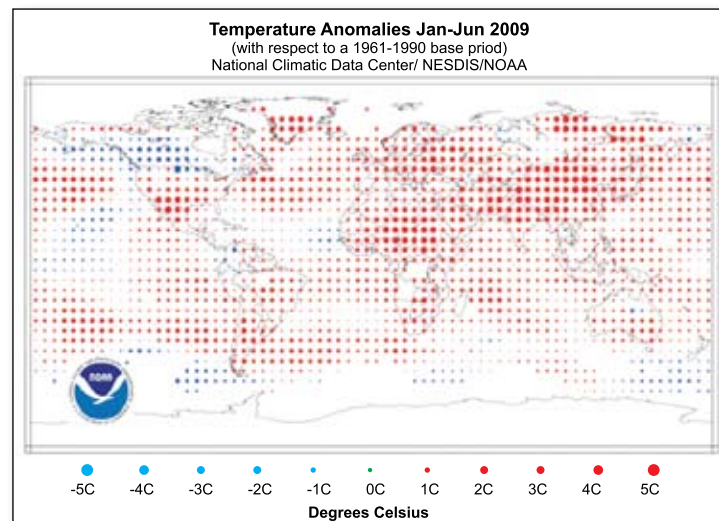 Temperature Anomalies Jan-Jun 2009
(with respect to a 1961-1990 base priod)
National Climatic Data Center/ NESDIS/NOAA
NOAA
-5C -4C -3C -2C -1C 0C 1C 2C 3C 4C 5C
Degrees Celsius